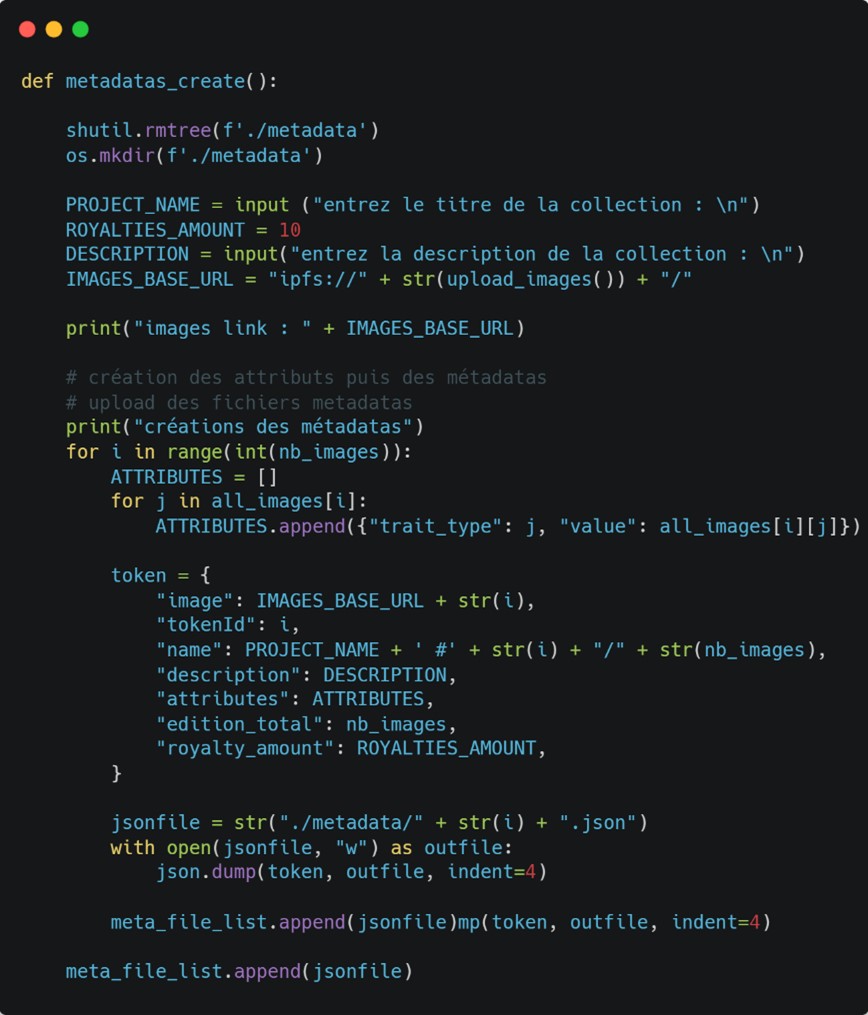 def metadatas_create():
shutil.rmtree(f'./metadata')
os.mkdir(f'./metadata')
PROJECT_NAME = input ("entrez le titre de la collection : \n")
ROYALTIES_AMOUNT = 10
DESCRIPTION = input("entrez la description de la collection : \n")
IMAGES_BASE_URL = "ipfs://" + str(upload_images()) + "/"
print("images link : " + IMAGES_BASE_URL)
# création des attributs puis des métadatas
# upload des fichiers metadatas
print("créations des métadatas")
for i in range(int(nb_images)):
ATTRIBUTES = []
for j in all_images[i]:
ATTRIBUTES.append({"trait_type": j, "value": all_images[i][j]})
token = {
"image": IMAGES_BASE_URL + str(i),
"tokenId": i,
"name": PROJECT_NAME + ' #' + str(i) + "/" + str(nb_images),
"description": DESCRIPTION,
"attributes": ATTRIBUTES,
"edition_total": nb_images,
"royalty_amount": ROYALTIES_AMOUNT,
}
jsonfile = str("./metadata/" + str(i) + ".json")
with open(jsonfile, "w") as outfile:
json.dump(token, outfile, indent=4)
meta_file_list.append(jsonfile)mp(token, outfile, indent=4)
meta_file_list.append(jsonfile)